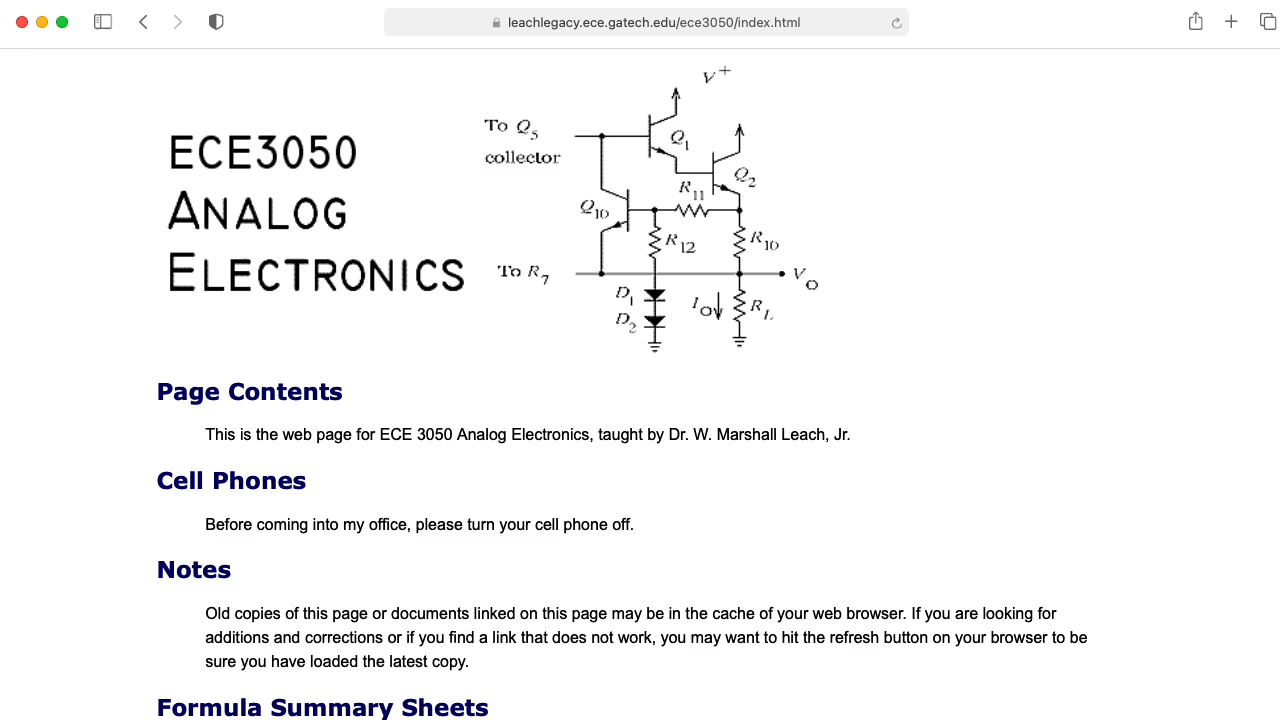 leachlegacy.ece.gatech.edu/ece3050/index.html
ECE3050
ANALOG
ELECTRONICS
V+
To Q5
collector
Q1
Q2
R11
Q10
R12
R10
To R7
VO
D1
IO
RL
D2
Page Contents
This is the web page for ECE 3050 Analog Electronics, taught by Dr. W. Marshall Leach, Jr.
Cell Phones
Before coming into my office, please turn your cell phone off.
Notes
Old copies of this page or documents linked on this page may be in the cache of your web browser. If you are looking for
additions and corrections or if you find a link that does not work, you may want to hit the refresh button on your browser to be
sure you have loaded the latest copy.
Formula Summary Sheets